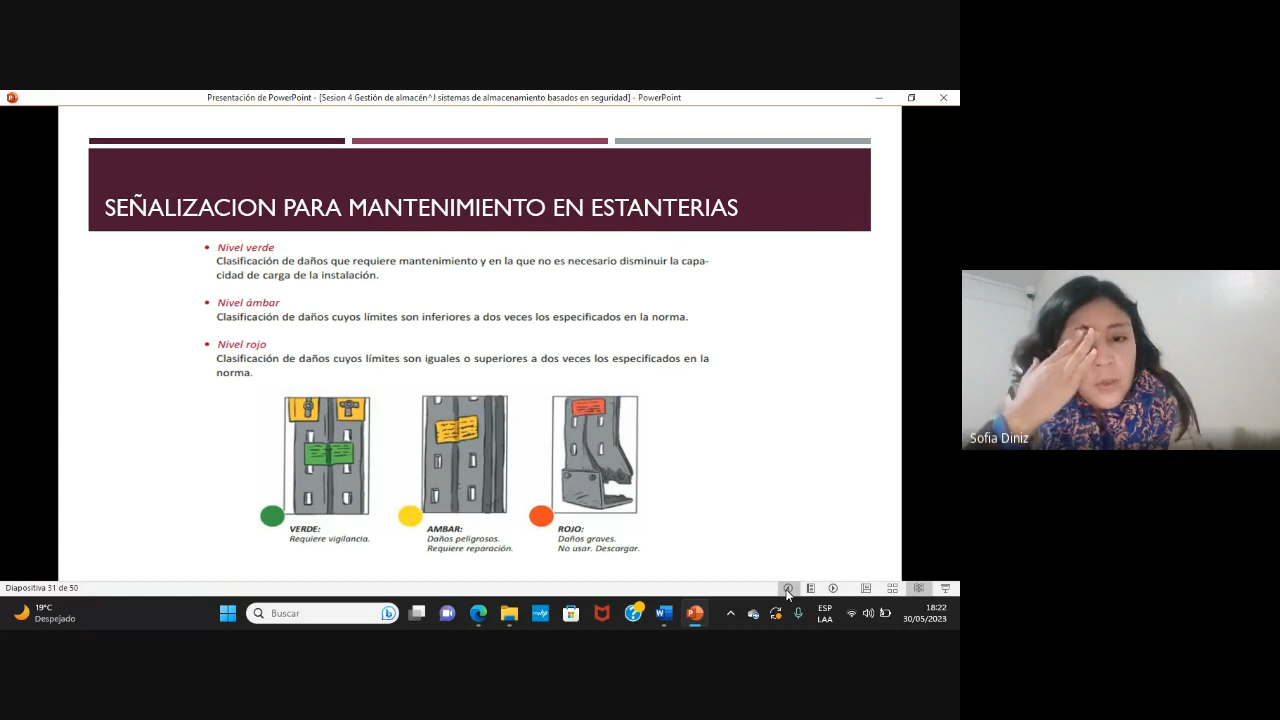 Presentación de PowerPoint - [Sesion 4 Gestión de almacén^J sistemas de almacenamiento basados en seguridad] - PowerPoint
SEÑALIZACION PARA MANTENIMIENTO EN ESTANTERIAS
• Nivel verde
Clasificación de daños que requiere mantenimiento y en la que no es necesario disminuir la capa-
cidad de carga de la instalación.
• Nivel ámbar
Clasificación de daños cuyos límites son inferiores a dos veces los especificados en la norma.
• Nivel rojo
Clasificación de daños cuyos límites son iguales o superiores a dos veces los especificados en la
norma.
VERDE:
Requiere vigilancia.
AMBAR:
Daños peligrosos.
Requiere reparación.
ROJO:
Daños graves.
No usar. Descargar.
Sofia Diniz
Diapositiva 31 de 50
19°C
Despejado
Buscar
ESP
LAA
18:22
30/05/2023